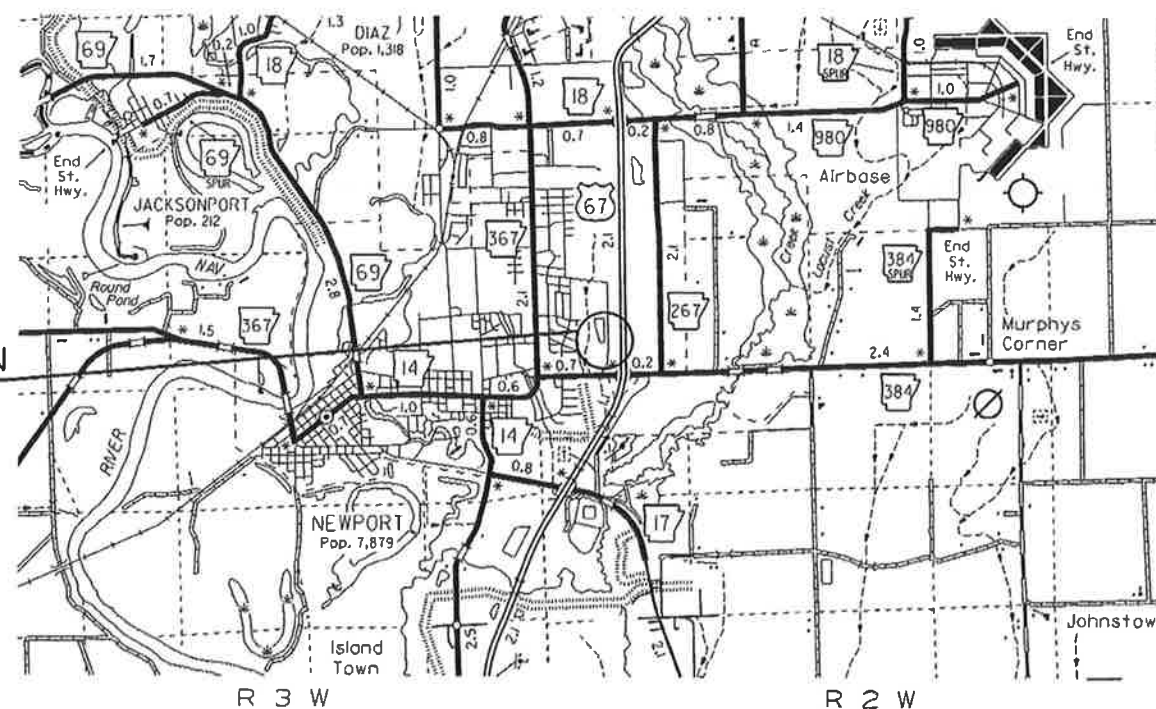 69
1.7
0.2
1.0
18
1.3
DIAZ
Pop. 1,318
1.0
1.2
18
18
SPUR
1.0
End
St.
Hwy.
0.7
0.8
0.7
0.2
0.8
1.4
1.0
980
980
End
St.
Hwy.
69
SPUR
JACKSONPORT
Pop. 212
Airbase
67
367
2.1
2.1
2.1
Creek
Locust
Creek
384
SPUR
End
St.
Hwy.
1.4
NAV.
Round
Pond
69
2.8
267
367
1.5
Murphys
Corner
N
14
0.7
0.2
2.4
384
0.6
1.0
0.6
14
0.8
RIVER
17
NEWPORT
Pop. 7,879
Island
Town
2.5
2.1
2.1
Johnstow
R 3 W
R 2 W